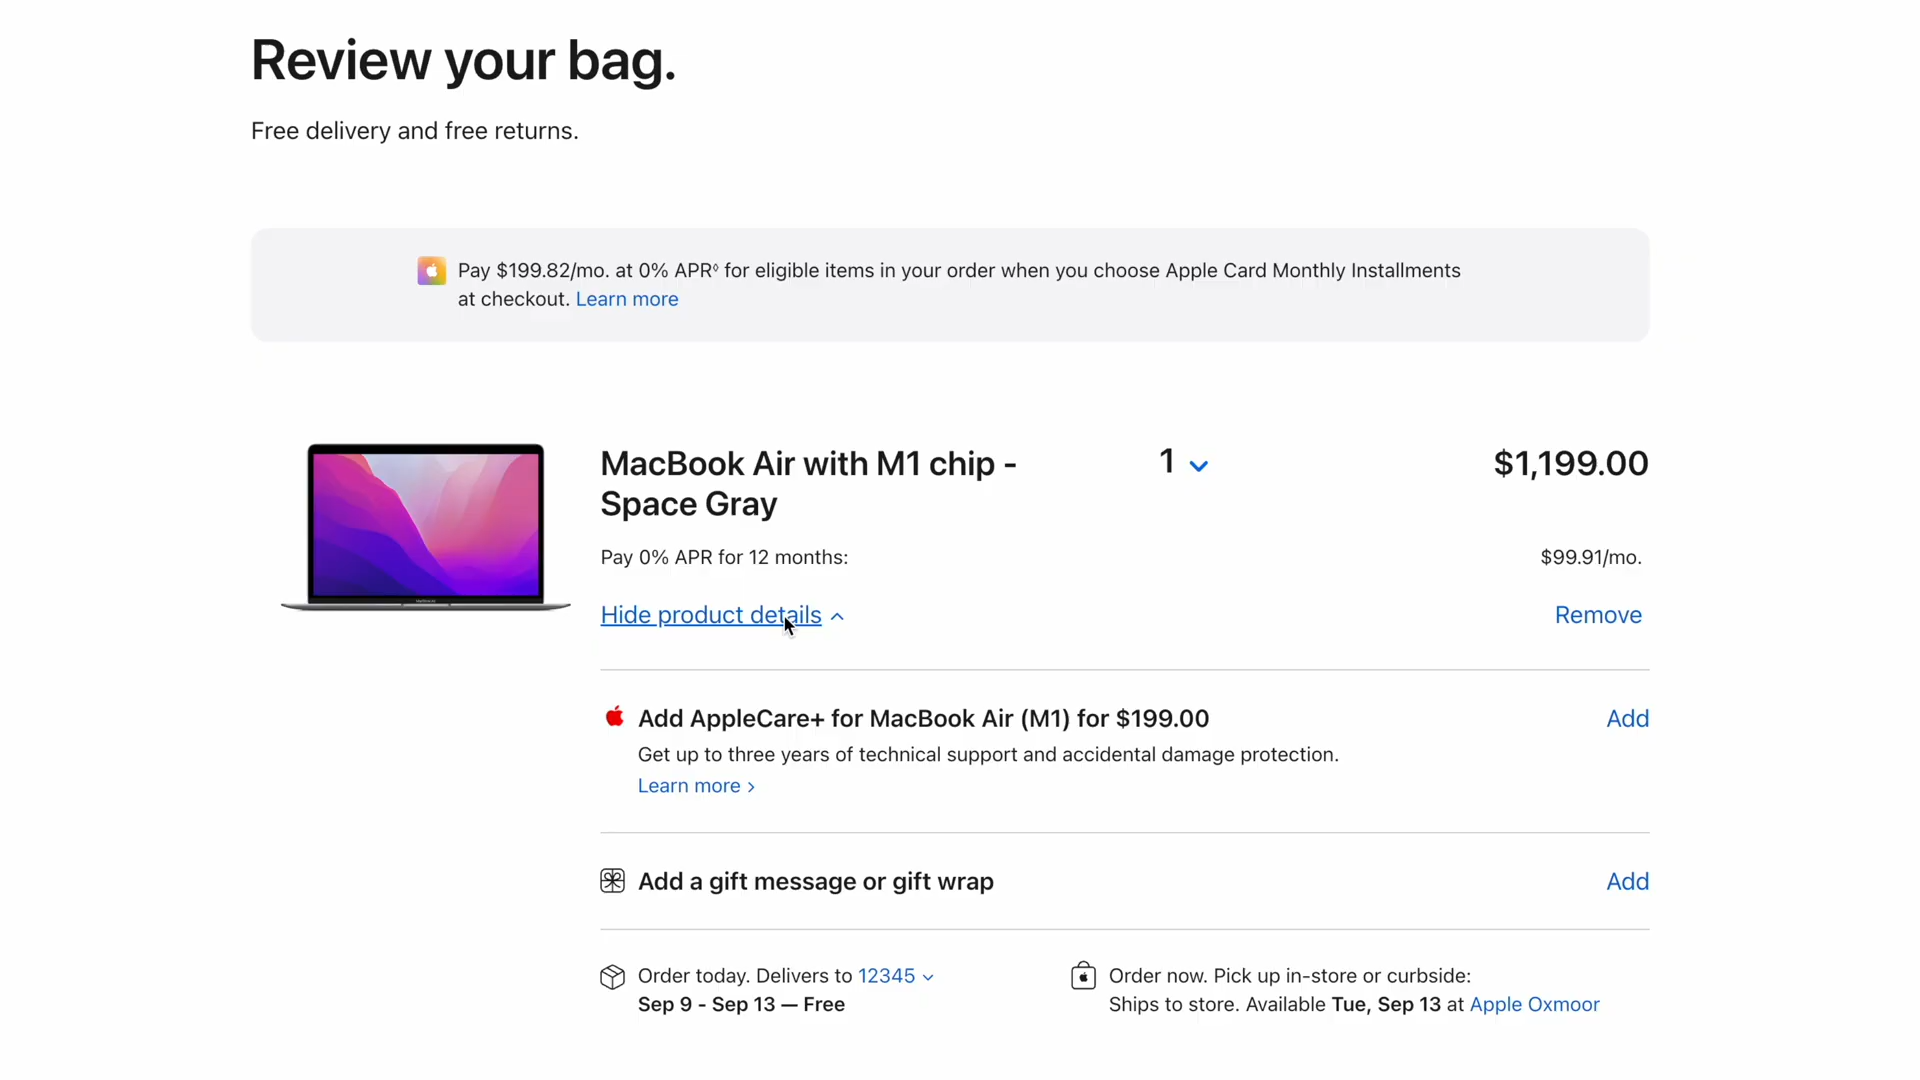 Review your bag.
Free delivery and free returns.
Pay $199.82/mo. at 0% APR◊ for eligible items in your order when you choose Apple Card Monthly Installments
at checkout. Learn more
MacBook Air with M1 chip -
Space Gray
1
$1,199.00
Pay 0% APR for 12 months:
$99.91/mo.
Hide product details
Remove
Add AppleCare+ for MacBook Air (M1) for $199.00
Add
Get up to three years of technical support and accidental damage protection.
Learn more >
Add a gift message or gift wrap
Add
Order today. Delivers to 12345
Sep 9 - Sep 13 — Free
Order now. Pick up in-store or curbside:
Ships to store. Available Tue, Sep 13 at Apple Oxmoor